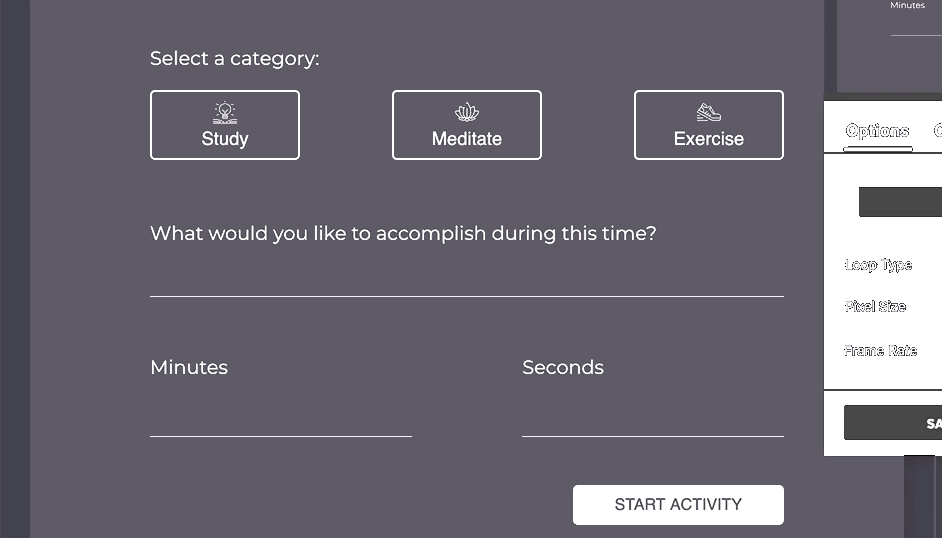 Minutes
Select a category:
Study
Meditate
Exercise
Options
What would you like to accomplish during this time?
Loop Type
Pixel Size
Frame Rate
Minutes
Seconds
START ACTIVITY